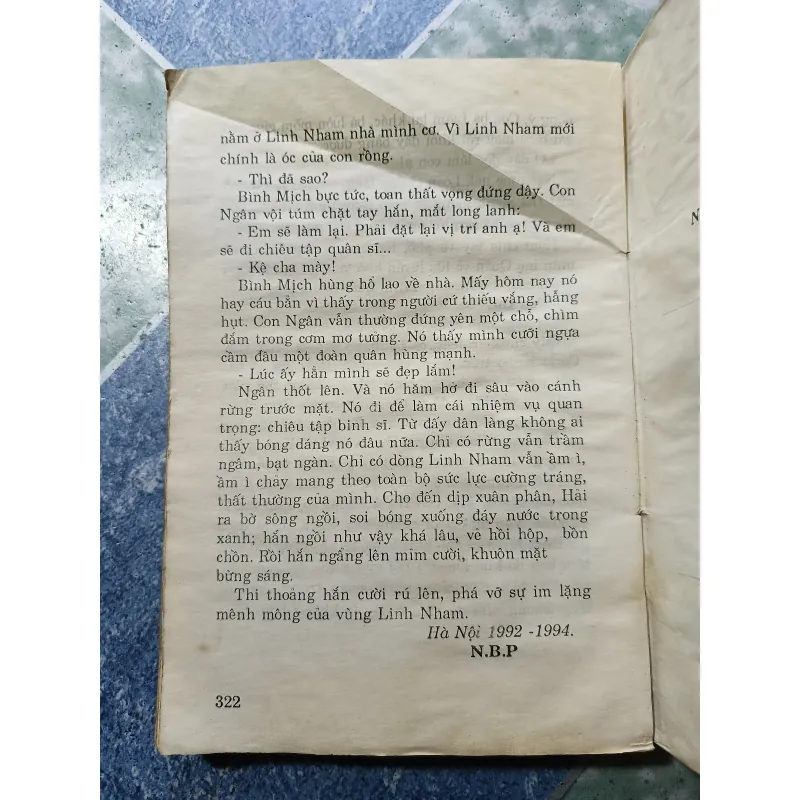 nằm ở Linh Nham nhà mình cơ. Vì Linh Nham mới
chính là óc của con rồng.
- Thì đã sao?
Bình Mịch bực tức, toan thất vọng đứng dậy. Con
Ngân vội túm chặt tay hắn, mắt long lanh:
- Em sẽ làm lại. Phải đặt lại vị trí anh ạ! Và em
sẽ đi chiêu tập quân sĩ...
- Kệ cha mày!
Bình Mịch hùng hổ lao về nhà. Mấy hôm nay nó
hay cáu bẳn vì thấy trong người cứ thiếu vắng, hẫng
hụt. Con Ngân vẫn thường đứng yên một chỗ, chìm
đắm trong cơm mơ tưởng. Nó thấy mình cưỡi ngựa
cầm đầu một đoàn quân hùng mạnh.
- Lúc ấy hẳn mình sẽ đẹp lắm!
Ngân thốt lên. Và nó hăm hở đi sâu vào cánh
rừng trước mặt. Nó đi để làm cái nhiệm vụ quan
trọng: chiêu tập binh sĩ. Từ đấy dân làng không ai
thấy bóng dáng nó đâu nữa. Chỉ có rừng vẫn trầm
ngâm, bạt ngàn. Chỉ có dòng Linh Nham vẫn ầm ì,
ầm ì chảy mang theo toàn bộ sức lực cường tráng,
thất thường của mình. Cho đến dịp xuân phân, Hải
ra bờ sông ngồi, soi bóng xuống đáy nước trong
xanh; hắn ngồi như vậy khá lâu, vẻ hồi hộp, bồn
chồn. Rồi hắn ngẩng lên mỉm cười, khuôn mặt
bừng sáng.
Thi thoảng hắn cười rú lên, phá vỡ sự im lặng
mênh mông của vùng Linh Nham.
Hà Nội 1992 -1994.
N.B.P
322
N